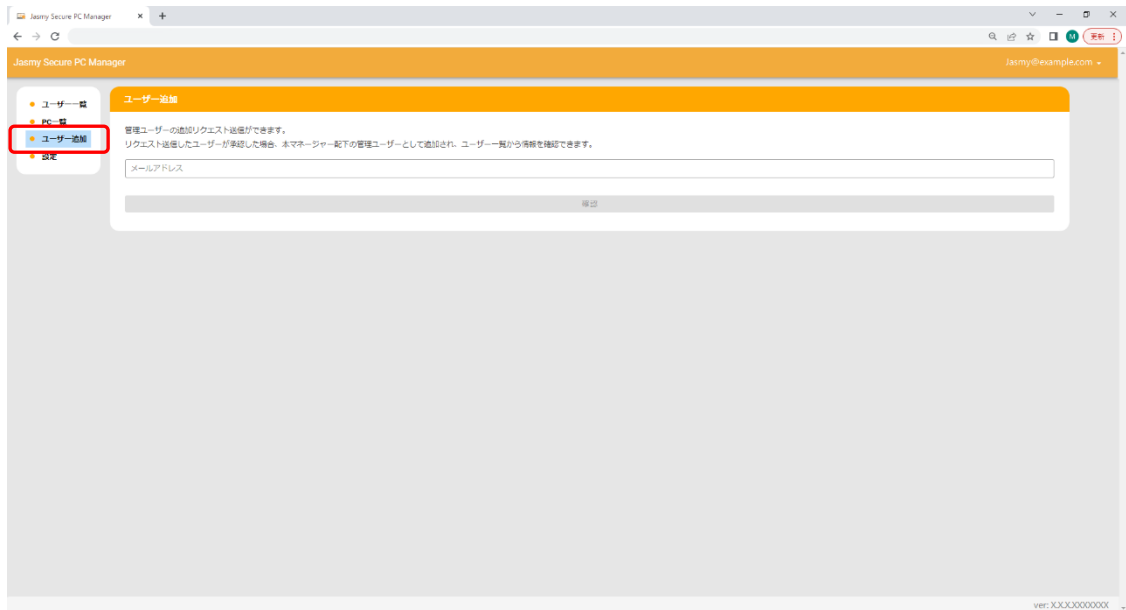 Jasmy Secure PC Manager
更新
Jasmy Secure PC Manager
Jasmy@example.com
ユーザー一覧
PC一覧
ユーザー追加
設定
ユーザー追加
管理ユーザーの追加リクエスト送信ができます。
リクエスト送信したユーザーが承認した場合、本マネージャー配下の管理ユーザーとして追加され、ユーザー一覧から情報を確認できます。
メールアドレス
確認
ver: X.X.XXXXXXXX